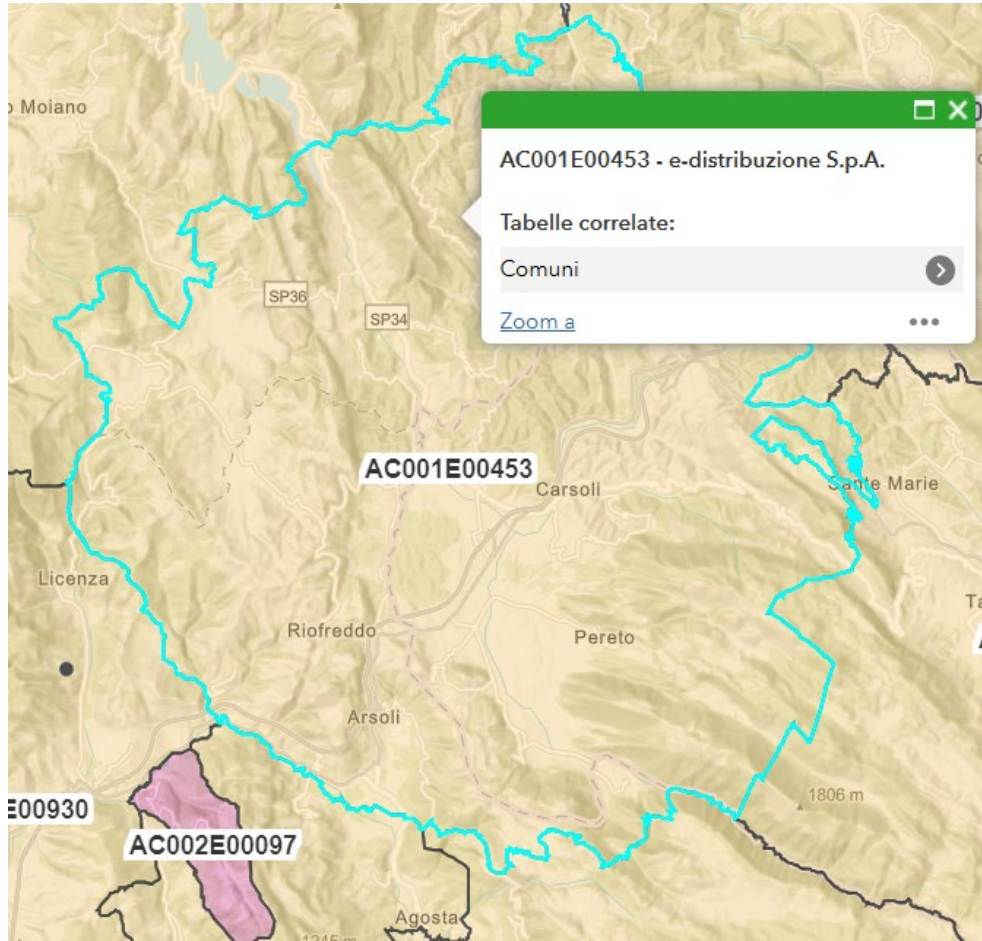 Moiano
AC001E00453 - e-distribuzione S.p.A.
Tabelle correlate:
Comuni
Zoom a
SP36
SP34
AC001E00453
Carsoli
Sante Marie
Licenza
Riofreddo
Pereto
Arsoli
1806 m
E00930
AC002E00097
Agosta
1245 m